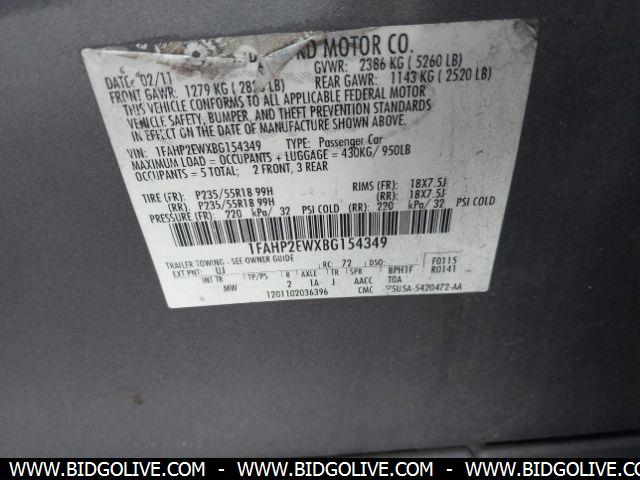 RD MOTOR CO.
DATE: 02/11 GVWR: 2386 KG ( 5260 LB)
FRONT GAWR: 1279 KG ( LB) REAR GAWR: 1143 KG ( 2520 LB)
THIS VEHICLE CONFORMS TO ALL APPLICABLE FEDERAL MOTOR
VEHICLE SAFETY, BUMPER, AND THEFT PREVENTION STANDARDS
IN EFFECT ON THE DATE OF MANUFACTURE SHOWN ABOVE.
VIN: 1FAHP2EWXBG154349 TYPE: Passenger Car
MAXIMUM LOAD = OCCUPANTS + LUGGAGE = 430KG/ 950LB
OCCUPANTS = 5 TOTAL; 2 FRONT, 3 REAR
TIRE (FR): P235/55R18 99H RIMS (FR): 18X7.5J
(RR): P235/55R18 99H (RR): 18X7.5J
PRESSURE (FR): 220 kPa/ 32 PSI COLD (RR): 220 kPa/ 32 PSI COLD
1FAHP2EWXBG154349
TRAILER TOWING - SEE OWNER GUIDE F0115
EXT PNT: UJ RC: 72 DSO: R0141
INT TR TP/PS R AXLE TR SPR BPH1F
MW 2 1A J AACC TOA
1201102036396 CMC 5U5A-5420472-AA
WWW.BIDGOLIVE.COM - WWW.BIDGOLIVE.COM - WWW.BIDGOLIVE.COM - WWW.BIDGOLIVE.COM